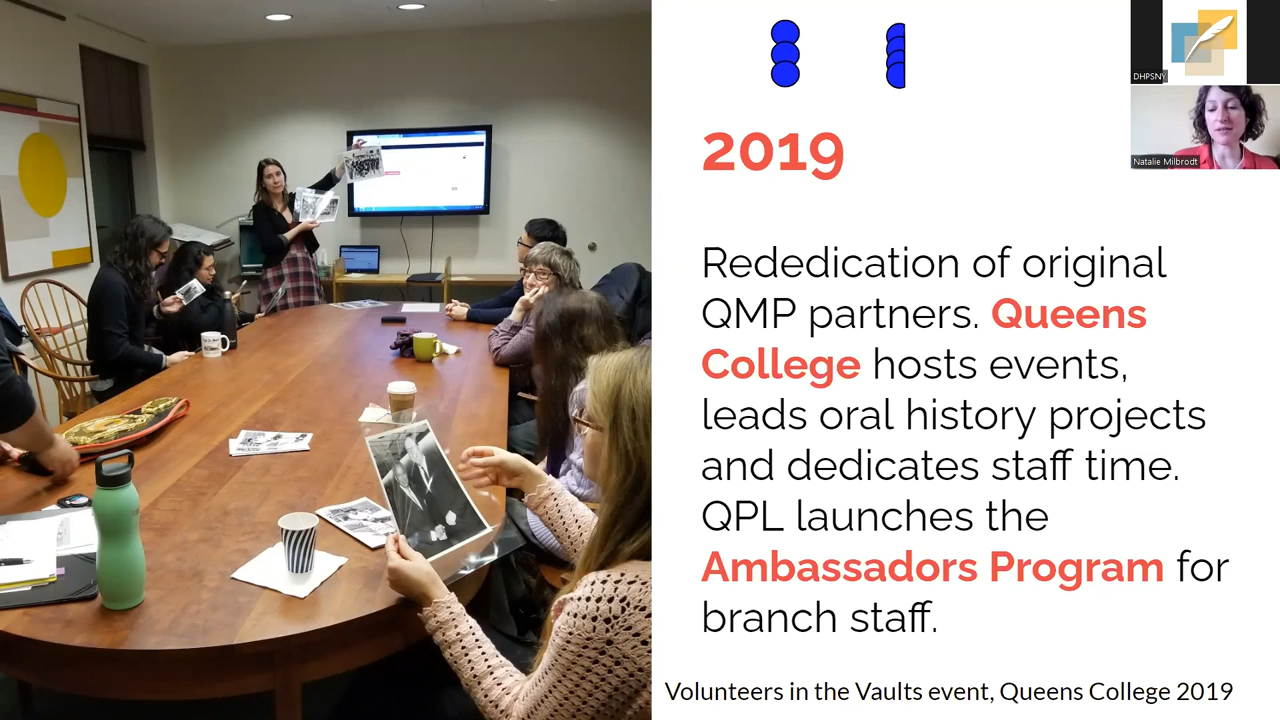 DHPSNY
Natalie Milbrodt
2019
Rededication of original
QMP partners. Queens
College hosts events,
leads oral history projects
and dedicates staff time.
QPL launches the
Ambassadors Program for
branch staff.
Volunteers in the Vaults event, Queens College 2019